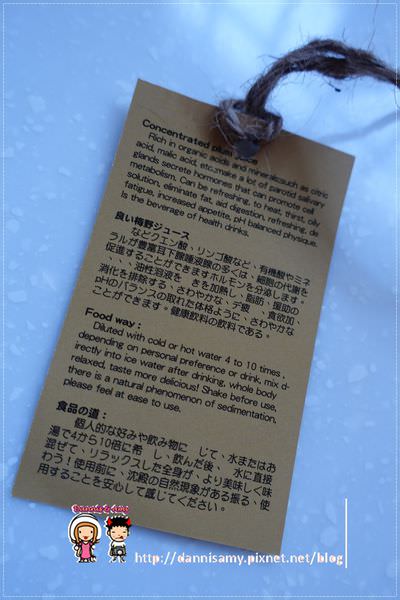 Concentrated plum
Rich in organic acids and mineralicsuch as citric
acid, malic acid, etc,make a lot of parotid salivary
glands secrete hormones that can promote cell
metabolism. Can be refreshing, to heat, thirst, oily
solution, eliminate fat, aid digestion, refreshing, de
fatigue, increased appetite, pH balanced physique.
Is the beverage of health drinks.
良い梅野ジュース
などクエン酸、リンゴ酸など、有機酸やミネ
ラルが豊富耳下腺唾液腺の多くは、細胞の代謝を
促進することができますホルモンを分泌します。
、、、油性溶液を きを加熱し、脂肪、援助の
消化を排除する、さわやかな、デ疲 、食欲加、
pHのバランスの取れた体格ように、さわやかな
ことができます。健康飲料の飲料である。
Food way :
Diluted with cold or hot water 4 to 10 times ,
depending on personal preference or drink, mix d-
irectly into ice water after drinking, whole body
relaxed, taste more delicious! Shake before use,
there is a natural phenomenon of sedimentation,
please feel at ease to use.
食品の道：
個人的な好みや飲み物に じて、水またはお
湯で4から10倍に希 し、飲んだ後、 水に直接
混ぜて、リラックスした全身が、より美味しく味
わう！使用前に、沈殿の自然現象がある振る、使
用することを安心して感じてください。
Dannis & amy
http://dannisamy.pixnet.net/blog